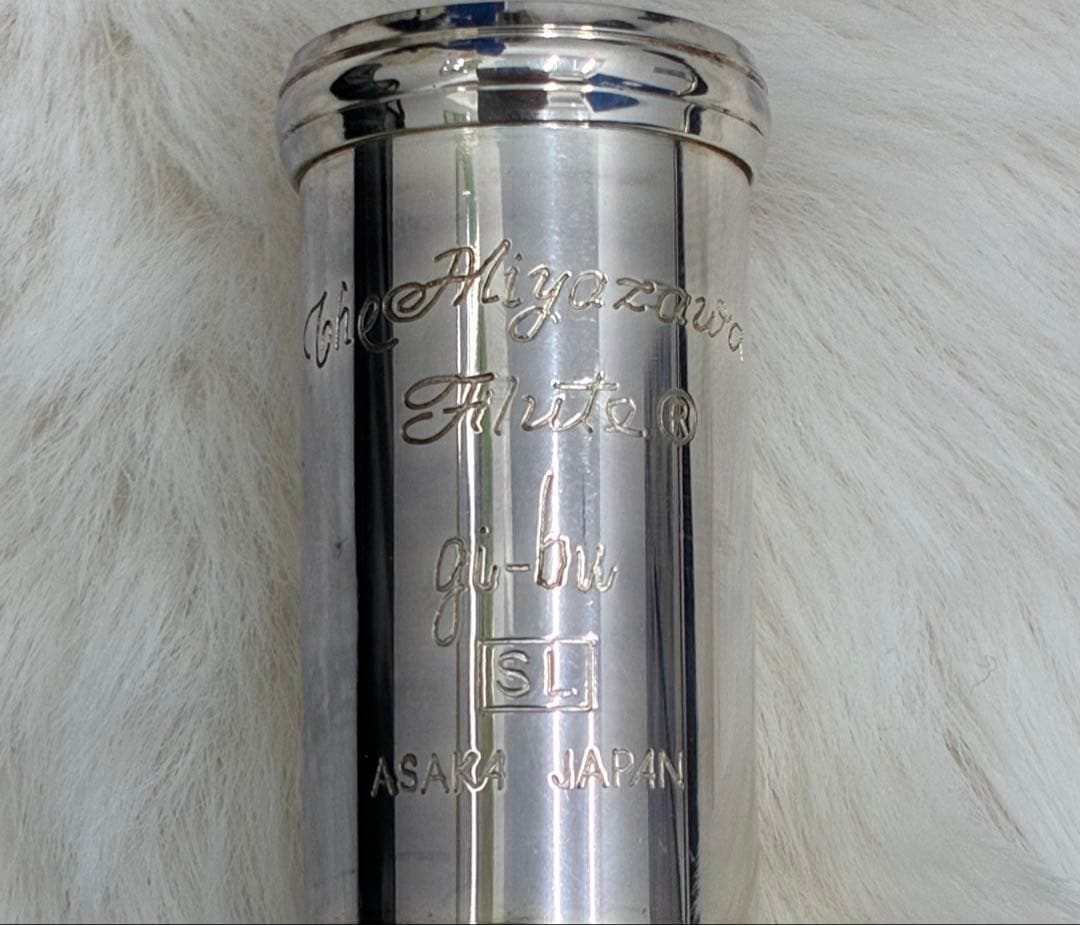 The Miyazawa
Flute®
gi-bu
SL
ASAKA JAPAN